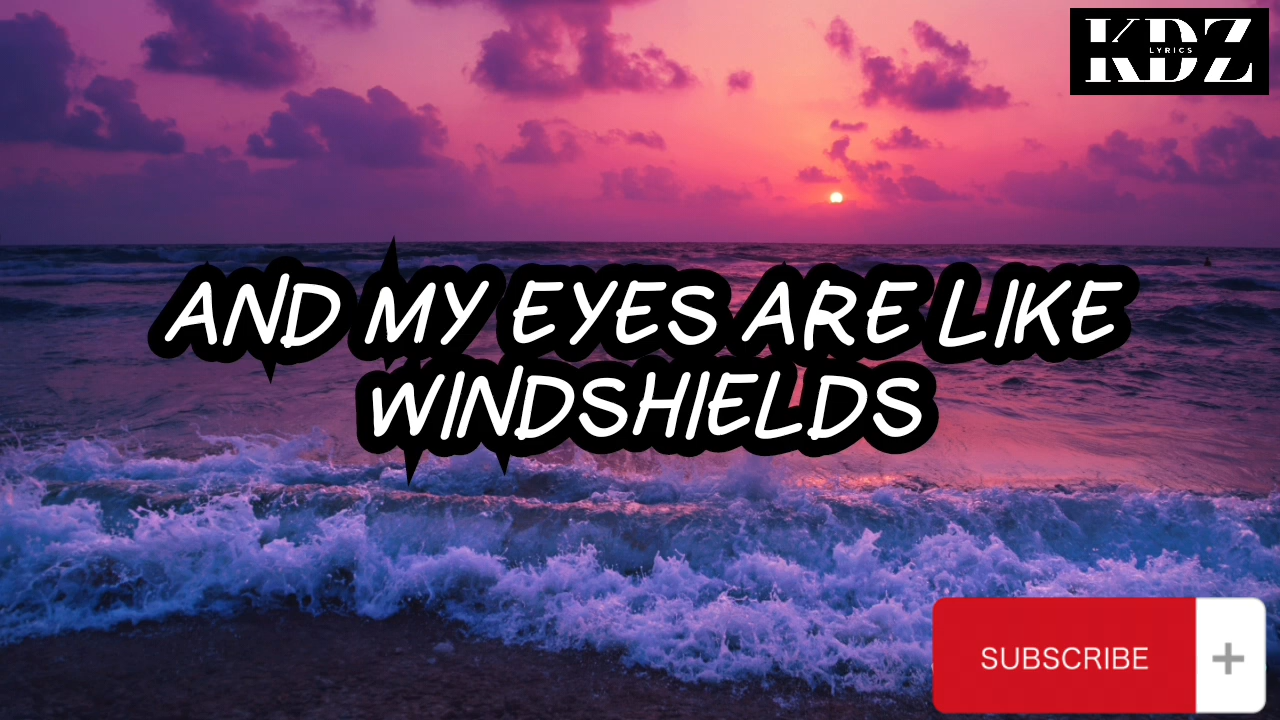 KDZ
LYRICS
AND MY EYES ARE LIKE
WINDSHIELDS
SUBSCRIBE +